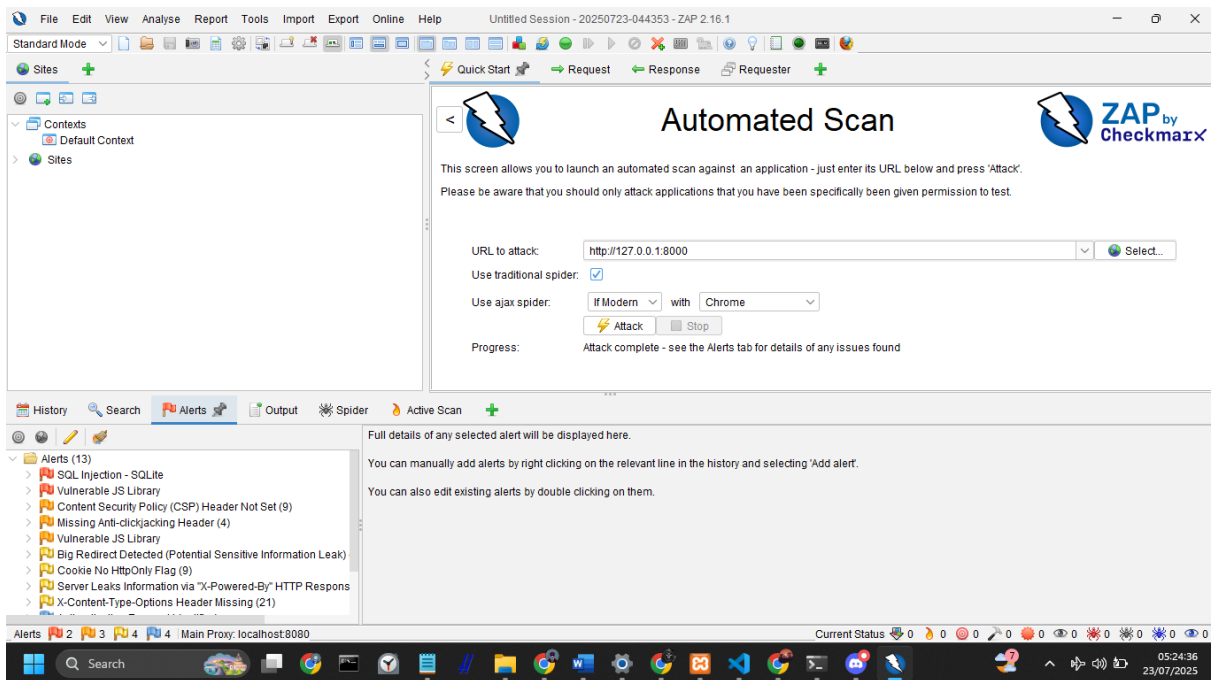 File Edit View Analyse Report Tools Import Export Online Help Untitled Session - 20250723-044353 - ZAP 2.16.1
Standard Mode
Sites
Quick Start Request Response Requester
Contexts
Default Context
Sites
<
Automated Scan
ZAP by
Checkmarx
This screen allows you to launch an automated scan against an application - just enter its URL below and press 'Attack'.
Please be aware that you should only attack applications that you have been specifically been given permission to test.
URL to attack: http://127.0.0.1:8000 Select...
Use traditional spider:
Use ajax spider: If Modern with Chrome
Attack Stop
Progress: Attack complete - see the Alerts tab for details of any issues found
History Search Alerts Output Spider Active Scan
Alerts (13)
SQL Injection - SQLite
Vulnerable JS Library
Content Security Policy (CSP) Header Not Set (9)
Missing Anti-clickjacking Header (4)
Vulnerable JS Library
Big Redirect Detected (Potential Sensitive Information Leak)
Cookie No HttpOnly Flag (9)
Server Leaks Information via "X-Powered-By" HTTP Respons
X-Content-Type-Options Header Missing (21)
Full details of any selected alert will be displayed here.
You can manually add alerts by right clicking on the relevant line in the history and selecting 'Add alert'.
You can also edit existing alerts by double clicking on them.
Alerts 2 3 4 4 Main Proxy: localhost:8080 Current Status 0 0 0 0 0 0 0 0 0 0
Search
7
05:24:36
23/07/2025